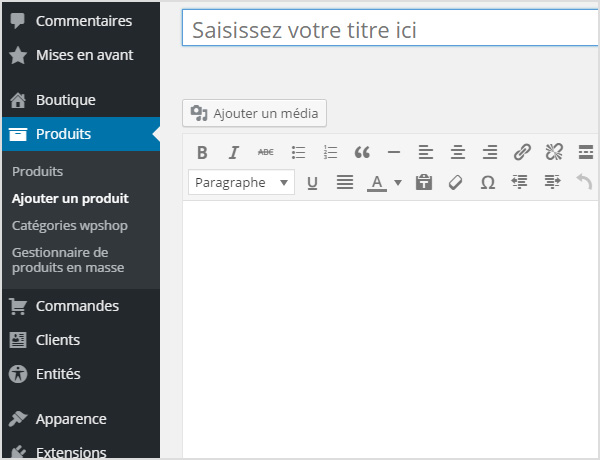 Commentaires
Mises en avant
Boutique
Produits
Produits
Ajouter un produit
Catégories wpshop
Gestionnaire de
produits en masse
Commandes
Clients
Entités
Apparence
Extensions
Saisissez votre titre ici
Ajouter un média
B I ABC
Paragraphe U A T Ω